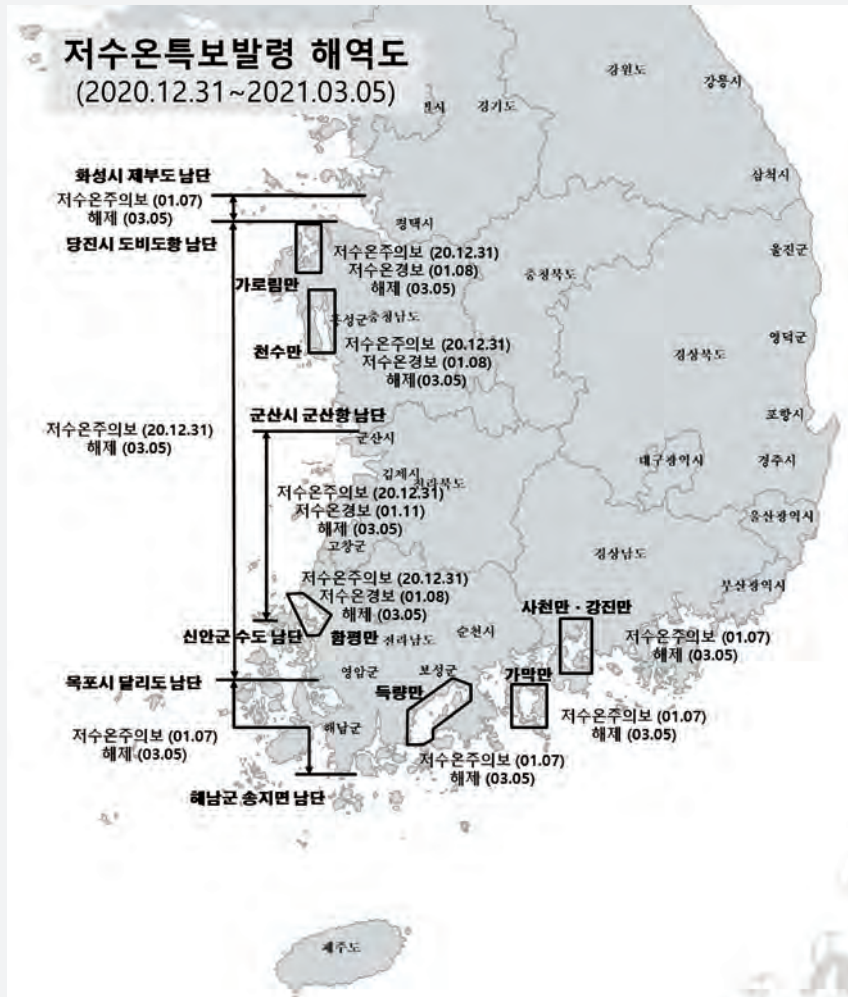 저수온특보발령 해역도
(2020.12.31~2021.03.05)
강원도
강릉시
경기도
삼척시
화성시 제부도 남단
저수온주의보 (01.07)
해제 (03.05)
당진시 도비도항 남단
평택시
울진군
저수온주의보 (20.12.31)
저수온경보 (01.08)
해제 (03.05)
가로림만
충청북도
홍성군
충청남도
영덕군
경상북도
천수만
저수온주의보 (20.12.31)
저수온경보 (01.08)
해제(03.05)
군산시 군산항 남단
저수온주의보 (20.12.31)
해제 (03.05)
군산시
포항시
대구광역시
경주시
김제시
전라북도
저수온주의보 (20.12.31)
저수온경보 (01.11)
해제 (03.05)
고창군
울산광역시
경상남도
부산광역시
저수온주의보 (20.12.31)
저수온경보 (01.08)
해제 (03.05)
신안군 수도 남단
함평만
전라남도
순천시
사천만 · 강진만
저수온주의보 (01.07)
해제 (03.05)
목포시 달리도 남단
영암군
보성군
득량만
가막만
저수온주의보 (01.07)
해제 (03.05)
저수온주의보 (01.07)
해제 (03.05)
해남군
저수온주의보 (01.07)
해제 (03.05)
해남군 송지면 남단
제주도